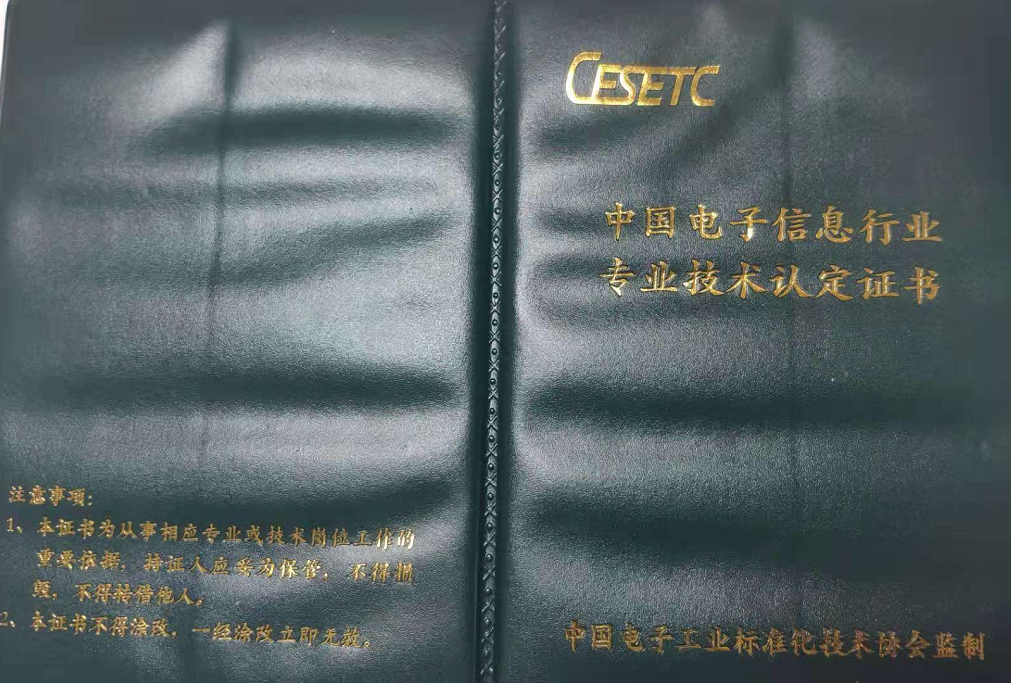 注意事项：
1、本证书为从事相应专业或技术岗位工作的
重要依据，持证人应妥为保管，不得损
毁，不得转借他人。
2、本证书不得涂改，一经涂改立即无效。
CESETC
中国电子信息行业
专业技术认定证书
中国电子工业标准化技术协会监制